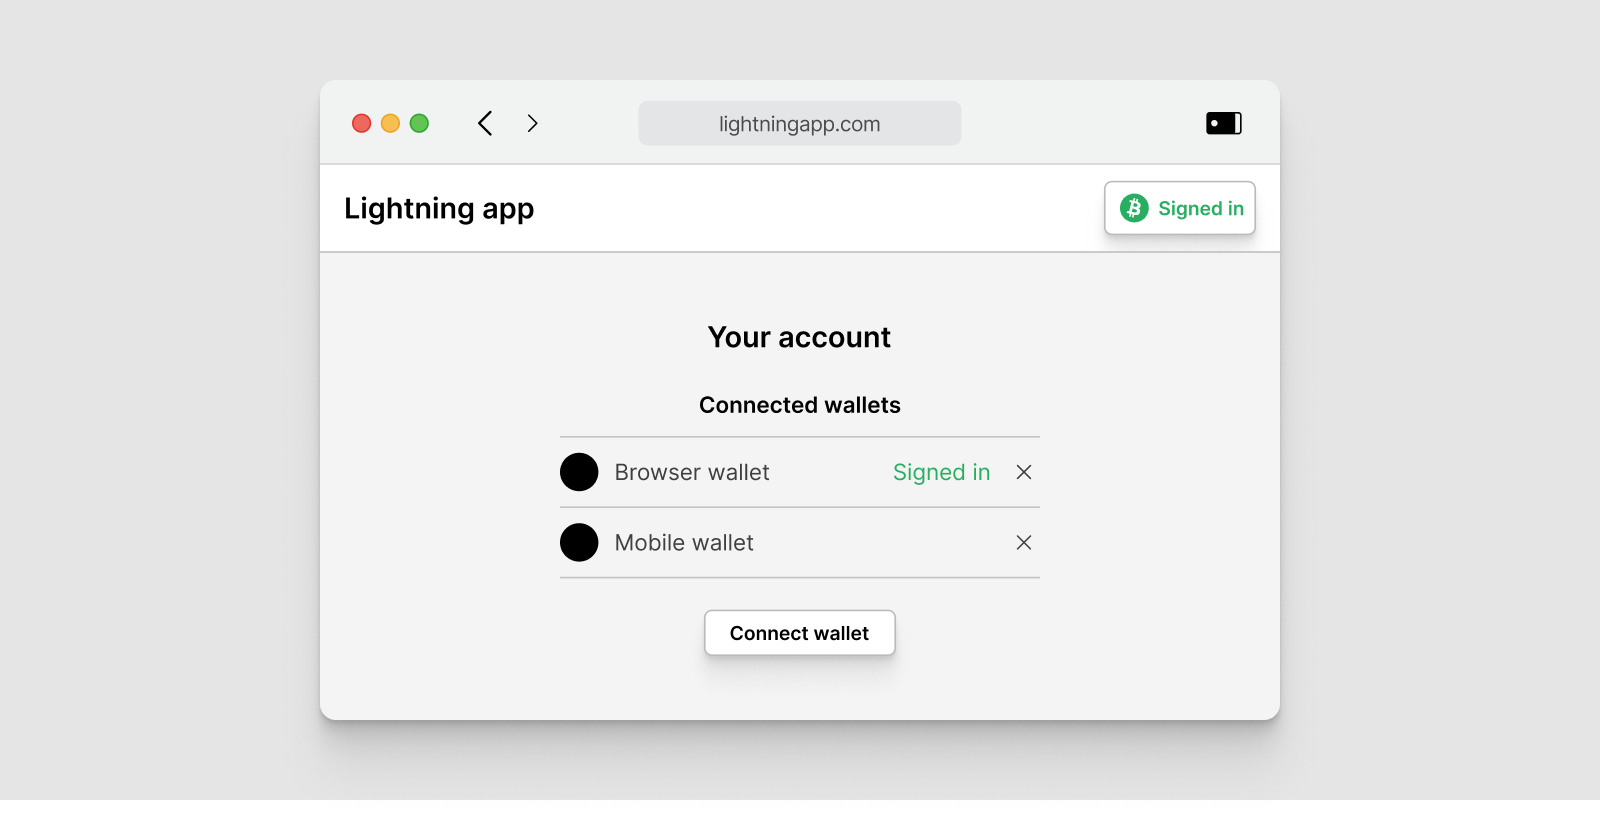 lightningapp.com
Lightning app
Signed in
Your account
Connected wallets
Browser wallet Signed in
Mobile wallet
Connect wallet